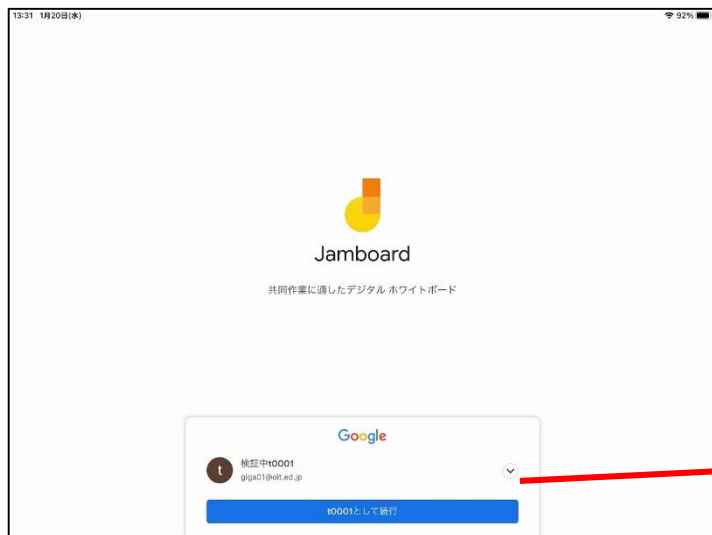 13:31 1月20日(水)
92%
Jamboard
共同作業に適したデジタル ホワイトボード
Google
t
検証中t0001
giga01@oit.ed.jp
t0001として続行